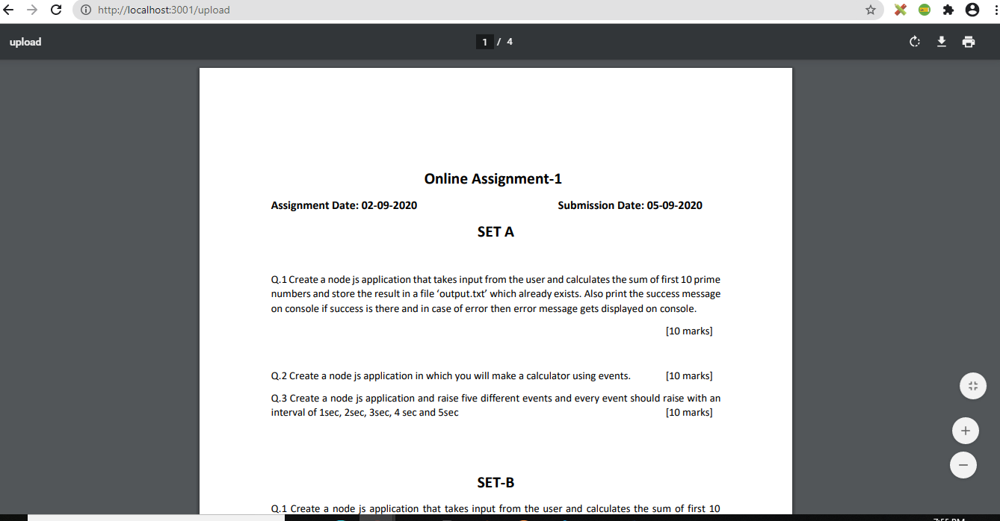 http://localhost:3001/upload
upload
1 / 4
Online Assignment-1
Assignment Date: 02-09-2020 Submission Date: 05-09-2020
SET A
Q.1 Create a node js application that takes input from the user and calculates the sum of first 10 prime
numbers and store the result in a file ‘output.txt’ which already exists. Also print the success message
on console if success is there and in case of error then error message gets displayed on console.
[10 marks]
Q.2 Create a node js application in which you will make a calculator using events. [10 marks]
Q.3 Create a node js application and raise five different events and every event should raise with an
interval of 1sec, 2sec, 3sec, 4 sec and 5sec [10 marks]
SET-B
Q.1 Create a node js application that takes input from the user and calculates the sum of first 10